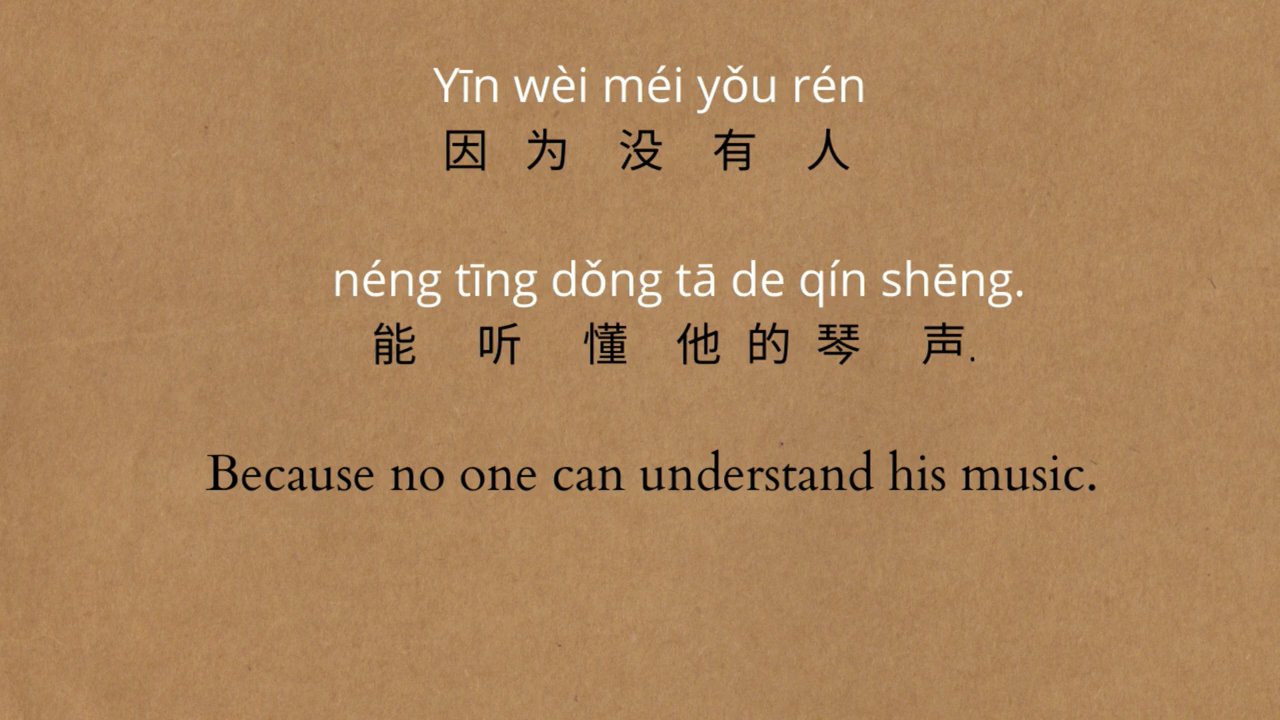 Yīn wèi méi yǒu rén
因 为 没 有 人
néng tīng dǒng tā de qín shēng.
能 听 懂 他 的 琴 声.
Because no one can understand his music.